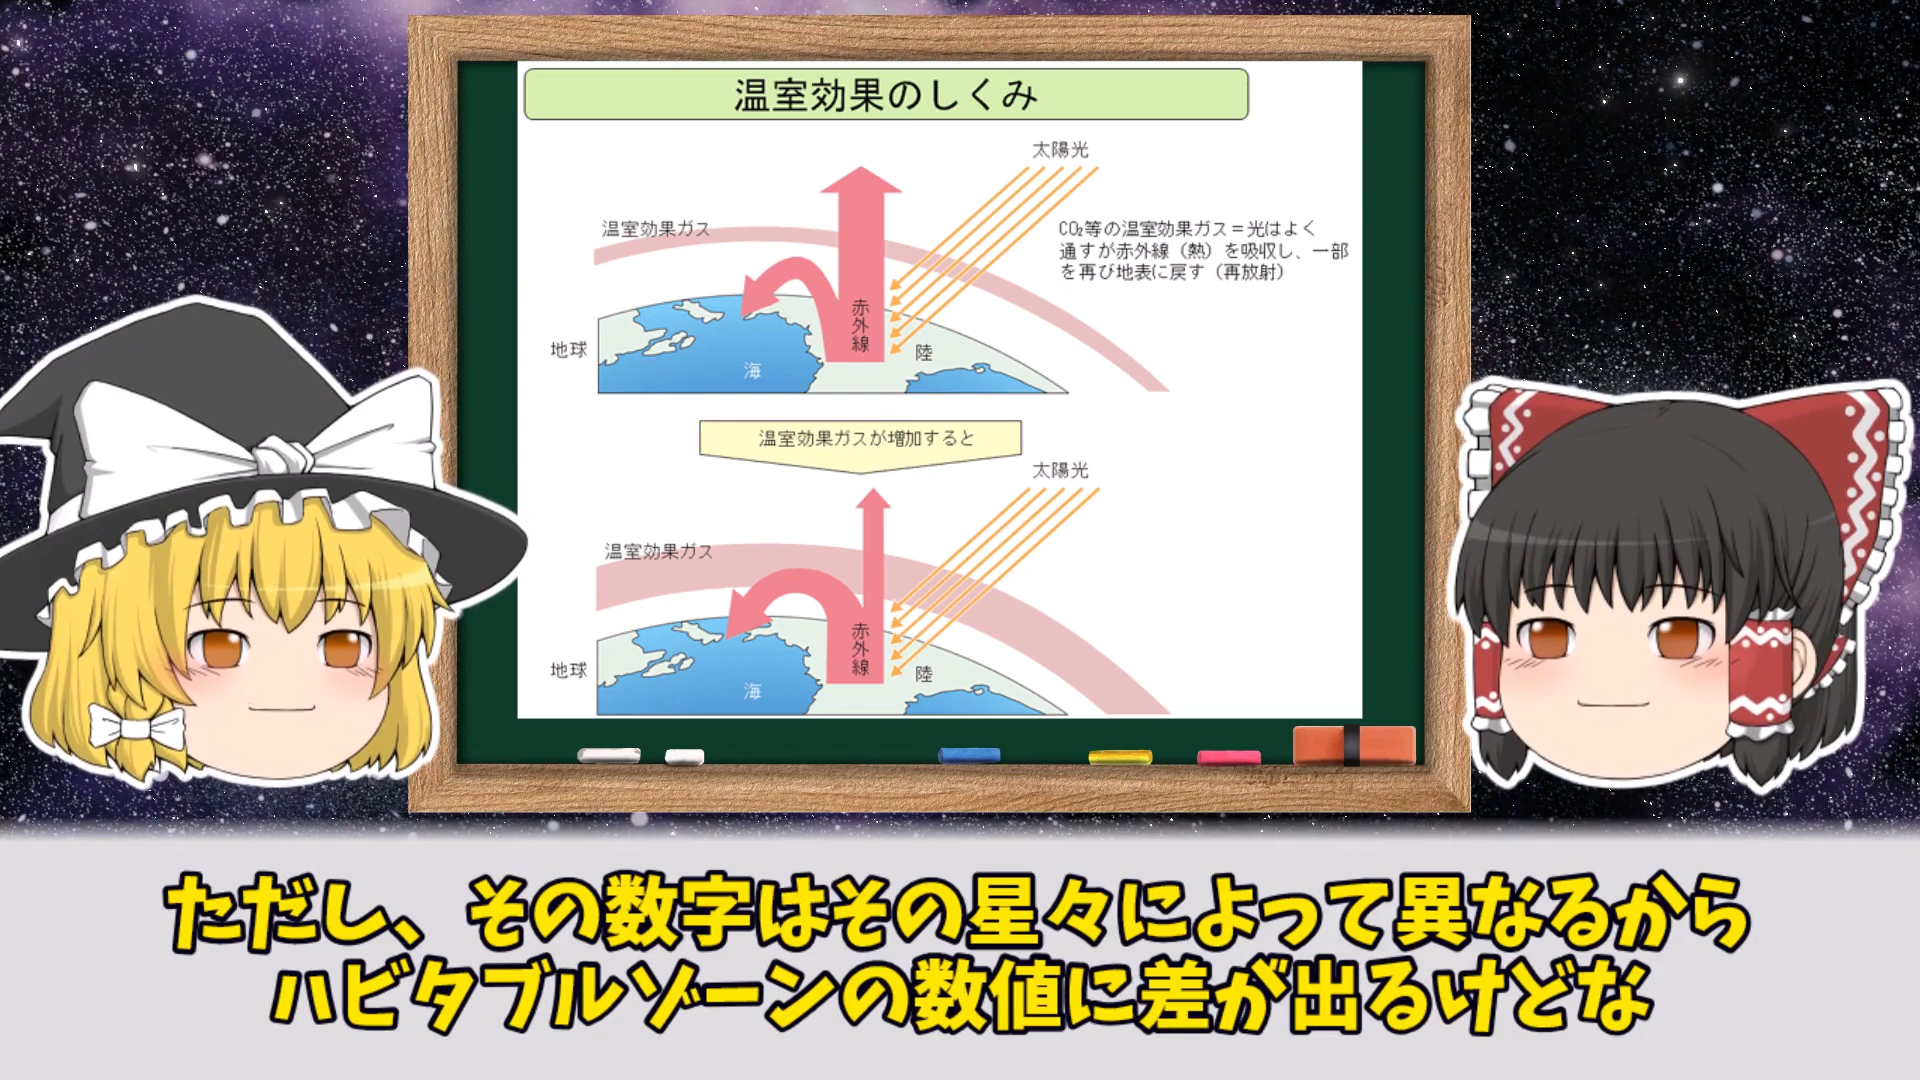 温室効果のしくみ
太陽光
温室効果ガス
CO₂等の温室効果ガス＝光はよく
通すが赤外線（熱）を吸収し、一部
を再び地表に戻す（再放射）
赤外線
地球
陸
海
温室効果ガスが増加すると
太陽光
温室効果ガス
赤外線
地球
陸
海
ただし、その数字はその星々によって異なるから
ハビタブルゾーンの数値に差が出るけどな